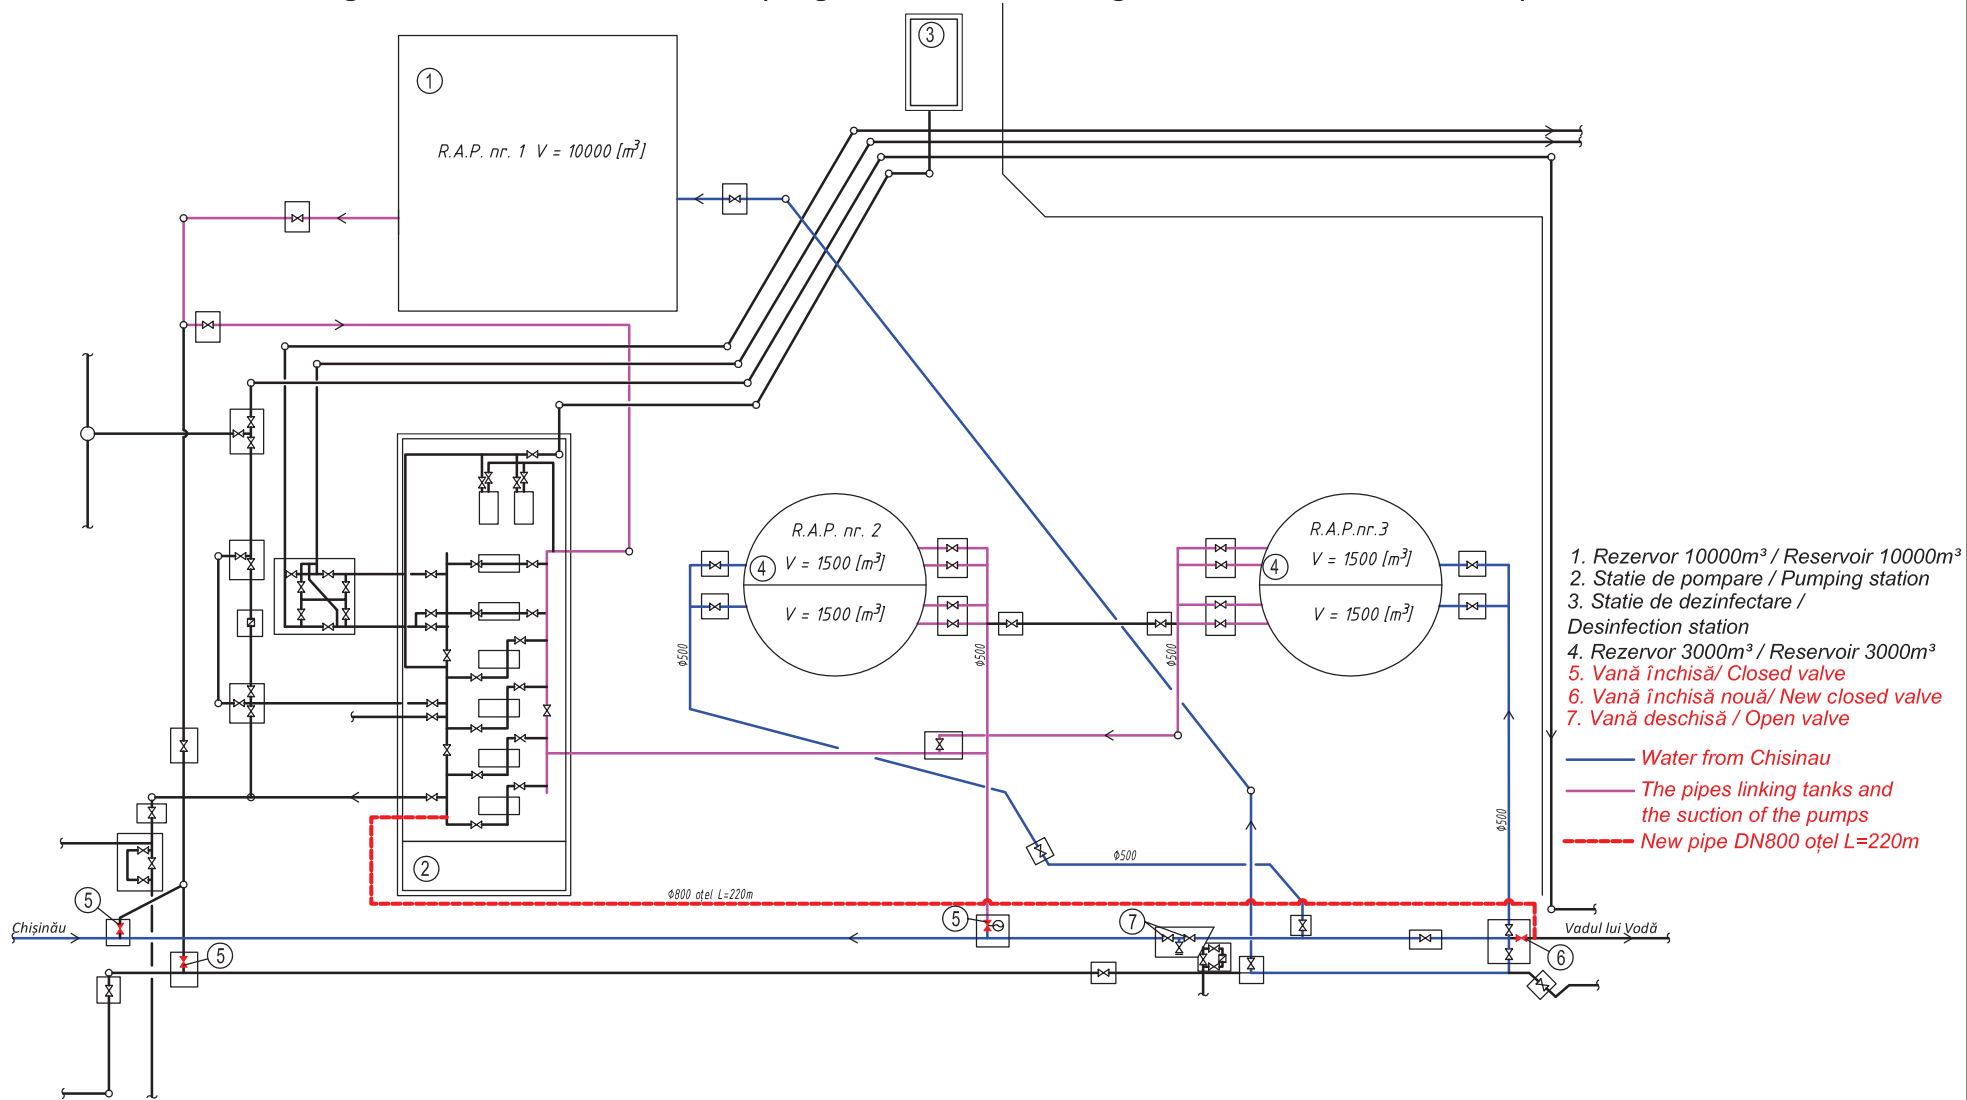 3
1
R.A.P. nr. 1 V = 10000 [m³]
R.A.P. nr. 2
V = 1500 [m³]
4
V = 1500 [m³]
R.A.P.nr.3
V = 1500 [m³]
4
V = 1500 [m³]
Φ500
Φ500
Φ500
Φ500
Φ500
2
Φ800 oțel L=220m
5
Chișinău
5
5
7
6
Vadul lui Vodă
1. Rezervor 10000m³ / Reservoir 10000m³
2. Statie de pompare / Pumping station
3. Statie de dezinfectare /
Desinfection station
4. Rezervor 3000m³ / Reservoir 3000m³
5. Vană închisă/ Closed valve
6. Vană închisă nouă/ New closed valve
7. Vană deschisă / Open valve
Water from Chisinau
The pipes linking tanks and
the suction of the pumps
New pipe DN800 oțel L=220m